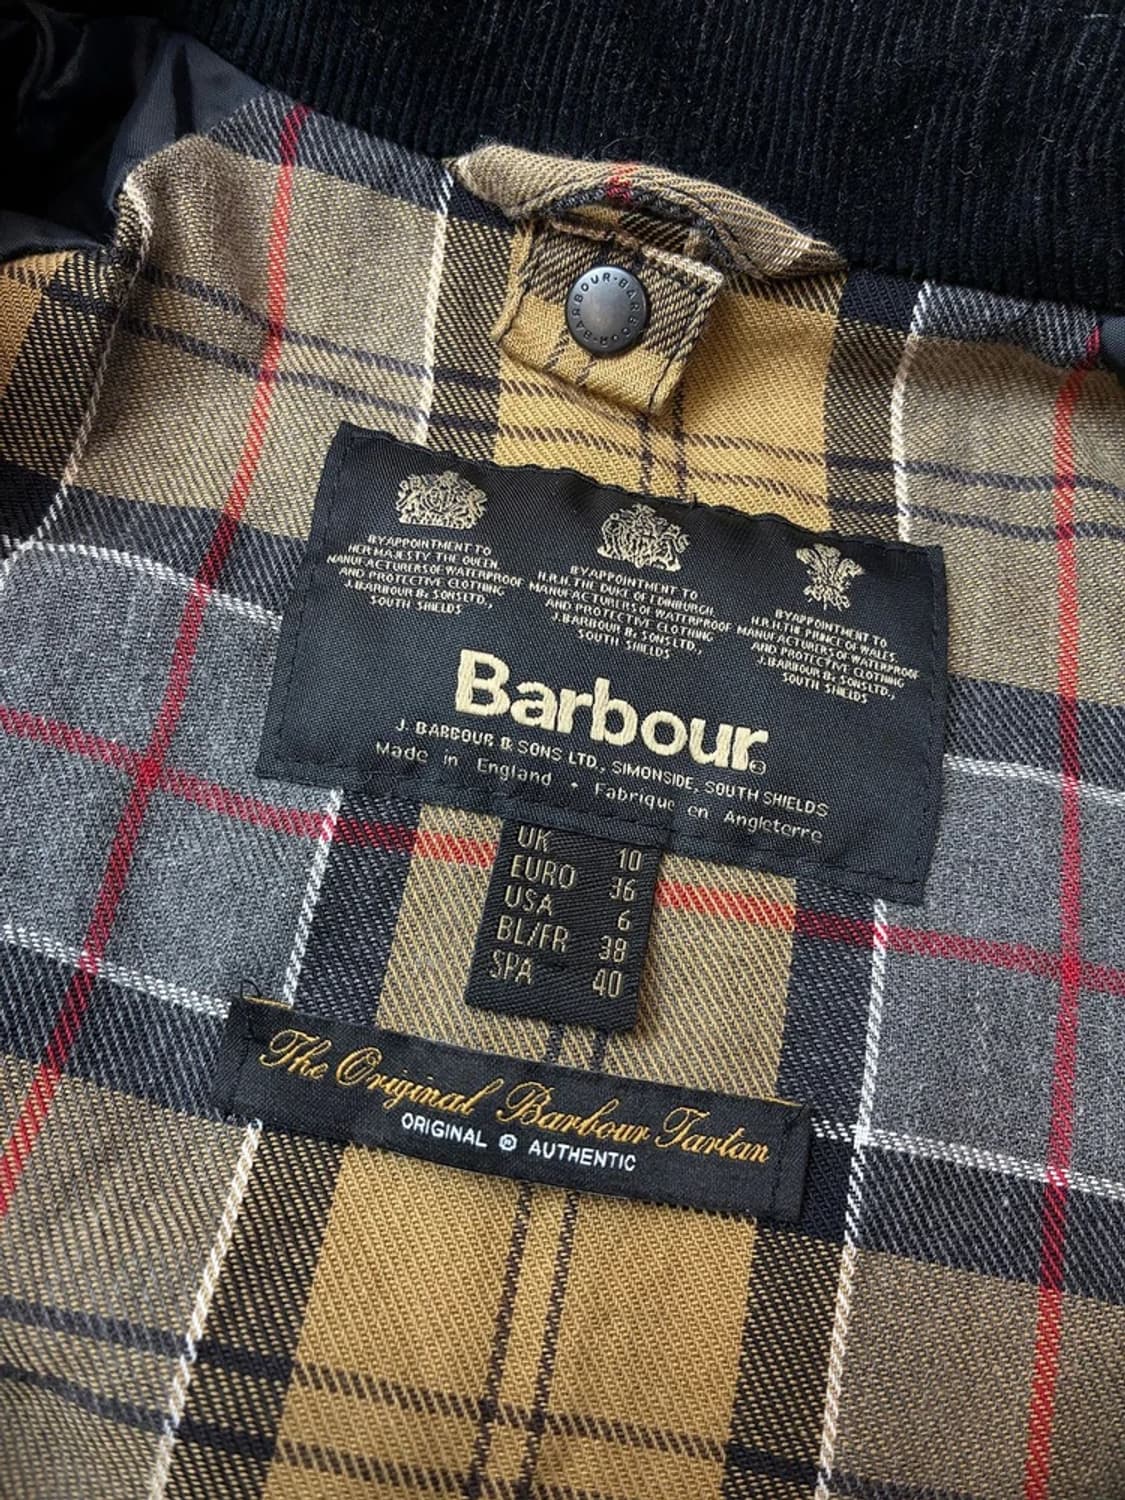 BARBOUR·BARBOUR·BARBOUR·
BY APPOINTMENT TO
HER MAJESTY THE QUEEN
MANUFACTURERS OF WATERPROOF
AND PROTECTIVE CLOTHING
J. BARBOUR & SONS LTD.,
SOUTH SHIELDS
BY APPOINTMENT TO
H.R.H. THE DUKE OF EDINBURGH
MANUFACTURERS OF WATERPROOF
AND PROTECTIVE CLOTHING
J. BARBOUR & SONS LTD.,
SOUTH SHIELDS
BY APPOINTMENT TO
H.R.H. THE PRINCE OF WALES
MANUFACTURERS OF WATERPROOF
AND PROTECTIVE CLOTHING
J. BARBOUR & SONS LTD.,
SOUTH SHIELDS
Barbour®
J. BARBOUR & SONS LTD., SIMONSIDE, SOUTH SHIELDS
Made in England • Fabrique en Angleterre
UK 10
EURO 36
USA 6
BL/FR 38
SPA 40
The Original Barbour Tartan
ORIGINAL ® AUTHENTIC